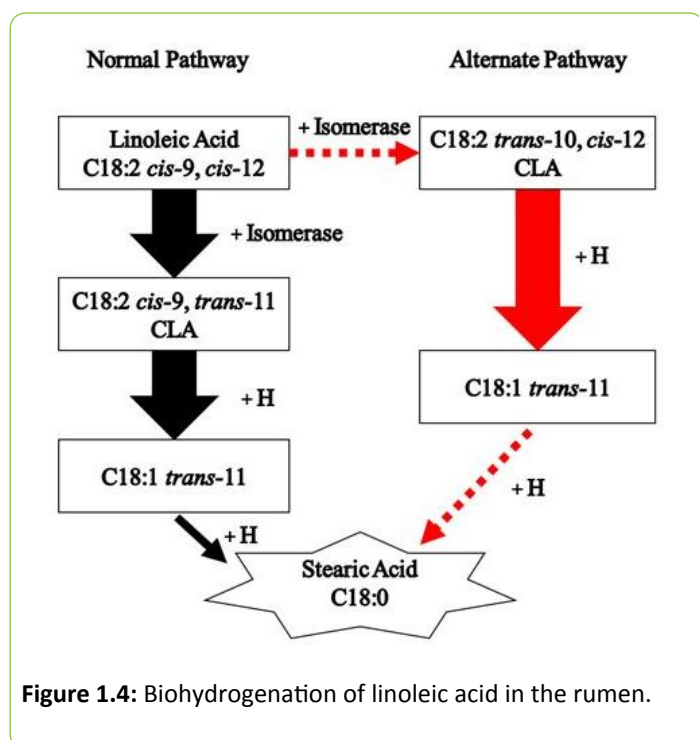 Normal Pathway
Alternate Pathway
Linoleic Acid
C18:2 cis-9, cis-12
+ Isomerase
C18:2 trans-10, cis-12
CLA
+ Isomerase
+ H
C18:2 cis-9, trans-11
CLA
+ H
C18:1 trans-11
C18:1 trans-11
+ H
+ H
Stearic Acid
C18:0
Figure 1.4: Biohydrogenation of linoleic acid in the rumen.